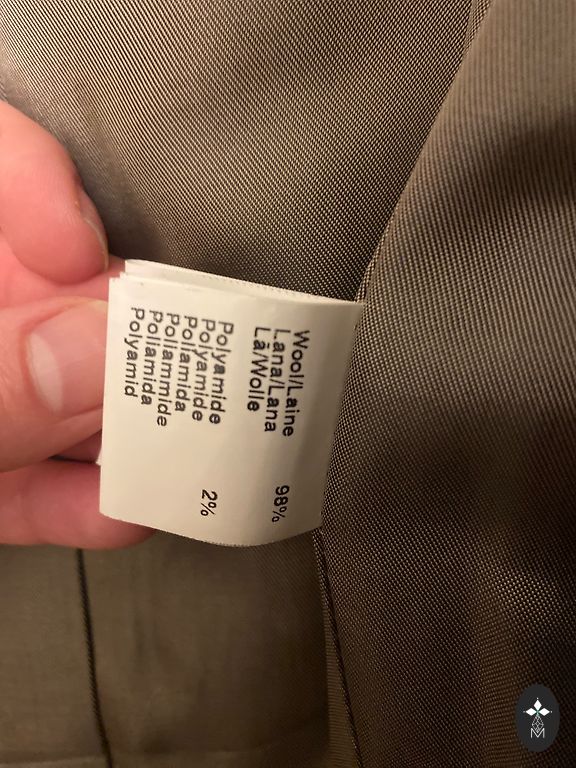 Wool/Laine 98%
Lana/Lana
Lã/Wolle
Polyamide 2%
Polyamide
Poliamida
Poliammide
Poliamida
Polyamid
M